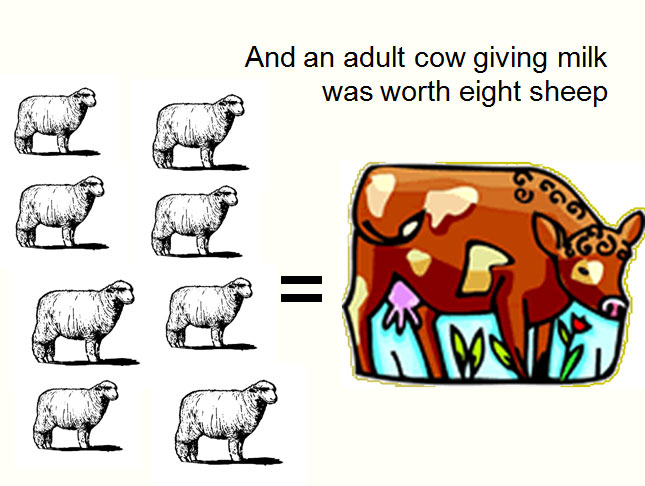 And an adult cow giving milk
was worth eight sheep
=